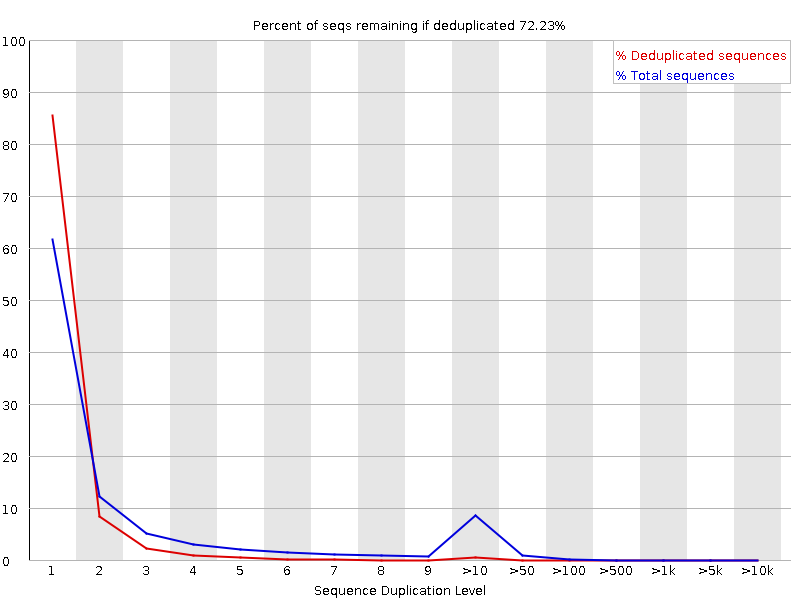 Percent of seqs remaining if deduplicated 72.23%
% Deduplicated sequences
% Total sequences
100
90
80
70
60
50
40
30
20
10
0
1 2 3 4 5 6 7 8 9 >10 >50 >100 >500 >1k >5k >10k
Sequence Duplication Level